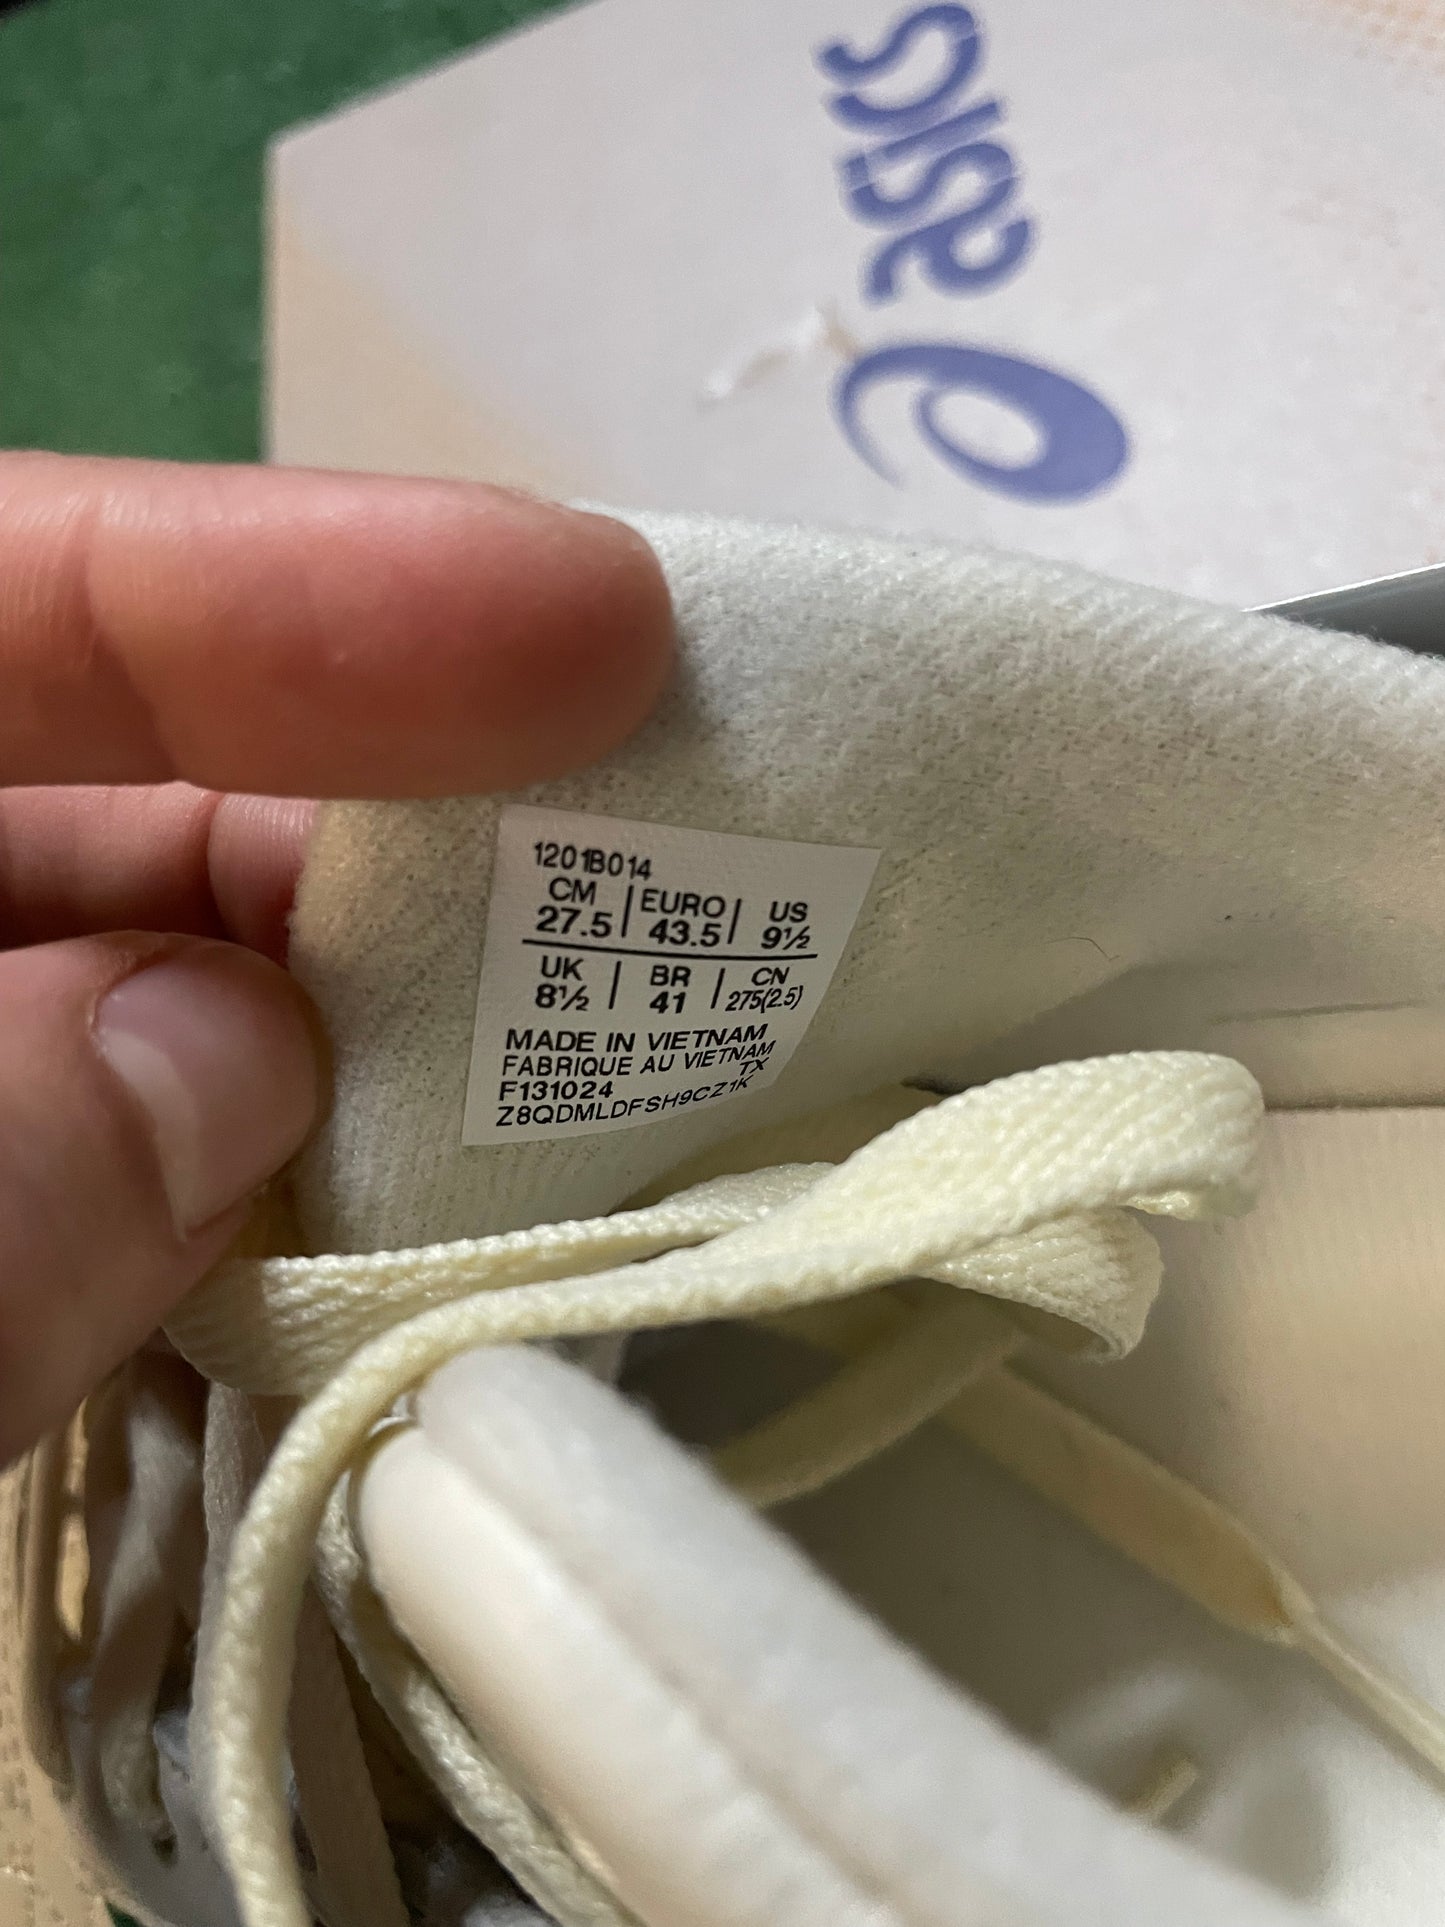 asics
1201B014
CM | EURO | US
27.5 | 43.5 | 9½
UK | BR | CN
8½ | 41 | 275(2.5)
MADE IN VIETNAM
FABRIQUE AU VIETNAM
TX
F131024
Z8QDMLDFSH9CZ1K